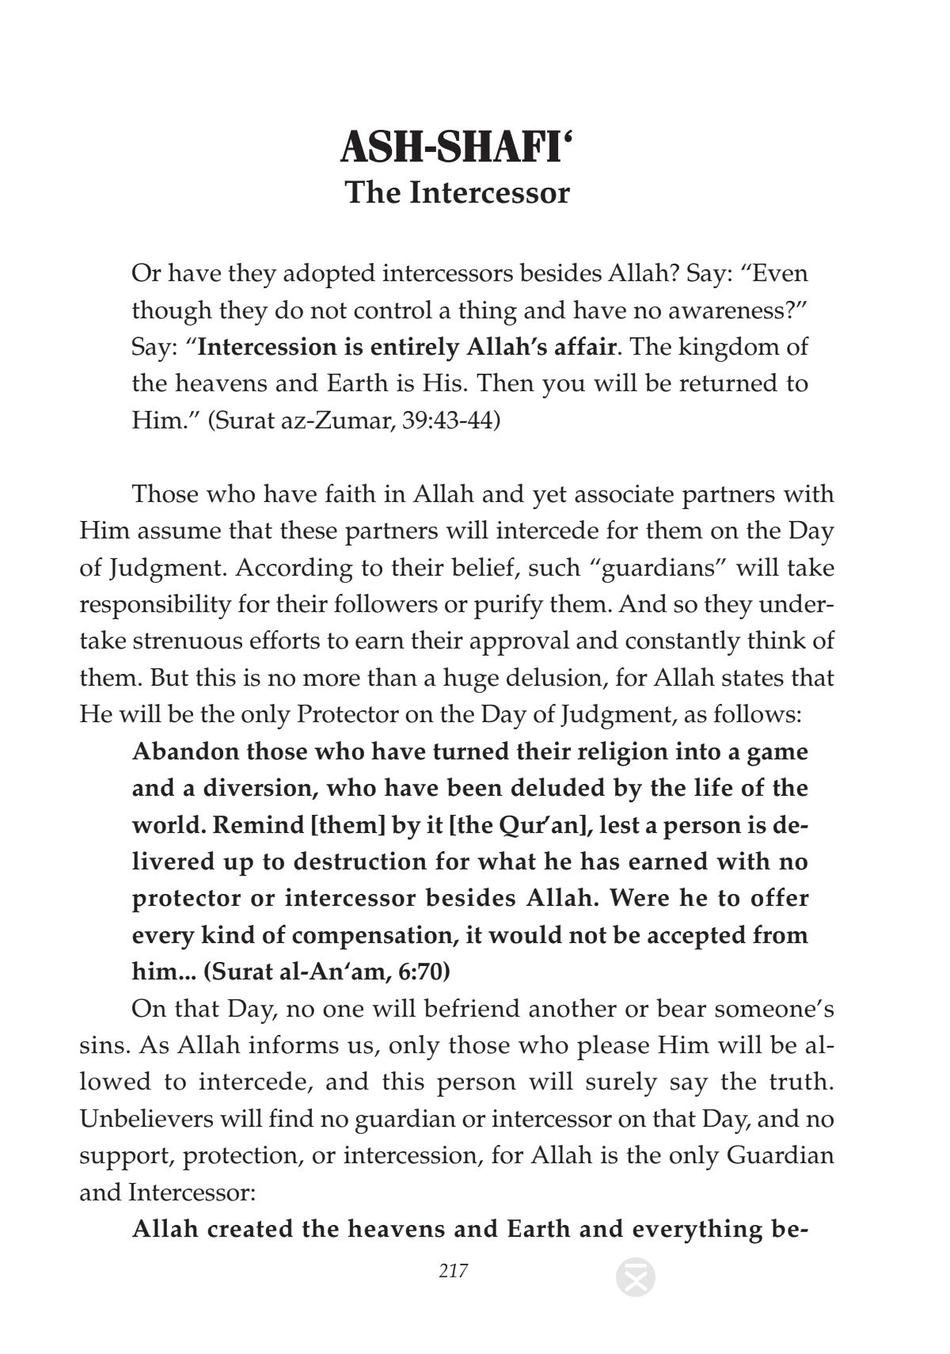 ASH-SHAFI‘
The Intercessor
Or have they adopted intercessors besides Allah? Say: “Even
though they do not control a thing and have no awareness?”
Say: “Intercession is entirely Allah’s affair. The kingdom of
the heavens and Earth is His. Then you will be returned to
Him.” (Surat az-Zumar, 39:43-44)
Those who have faith in Allah and yet associate partners with
Him assume that these partners will intercede for them on the Day
of Judgment. According to their belief, such “guardians” will take
responsibility for their followers or purify them. And so they under-
take strenuous efforts to earn their approval and constantly think of
them. But this is no more than a huge delusion, for Allah states that
He will be the only Protector on the Day of Judgment, as follows:
Abandon those who have turned their religion into a game
and a diversion, who have been deluded by the life of the
world. Remind [them] by it [the Qur’an], lest a person is de-
livered up to destruction for what he has earned with no
protector or intercessor besides Allah. Were he to offer
every kind of compensation, it would not be accepted from
him... (Surat al-An‘am, 6:70)
On that Day, no one will befriend another or bear someone’s
sins. As Allah informs us, only those who please Him will be al-
lowed to intercede, and this person will surely say the truth.
Unbelievers will find no guardian or intercessor on that Day, and no
support, protection, or intercession, for Allah is the only Guardian
and Intercessor:
Allah created the heavens and Earth and everything be-
217